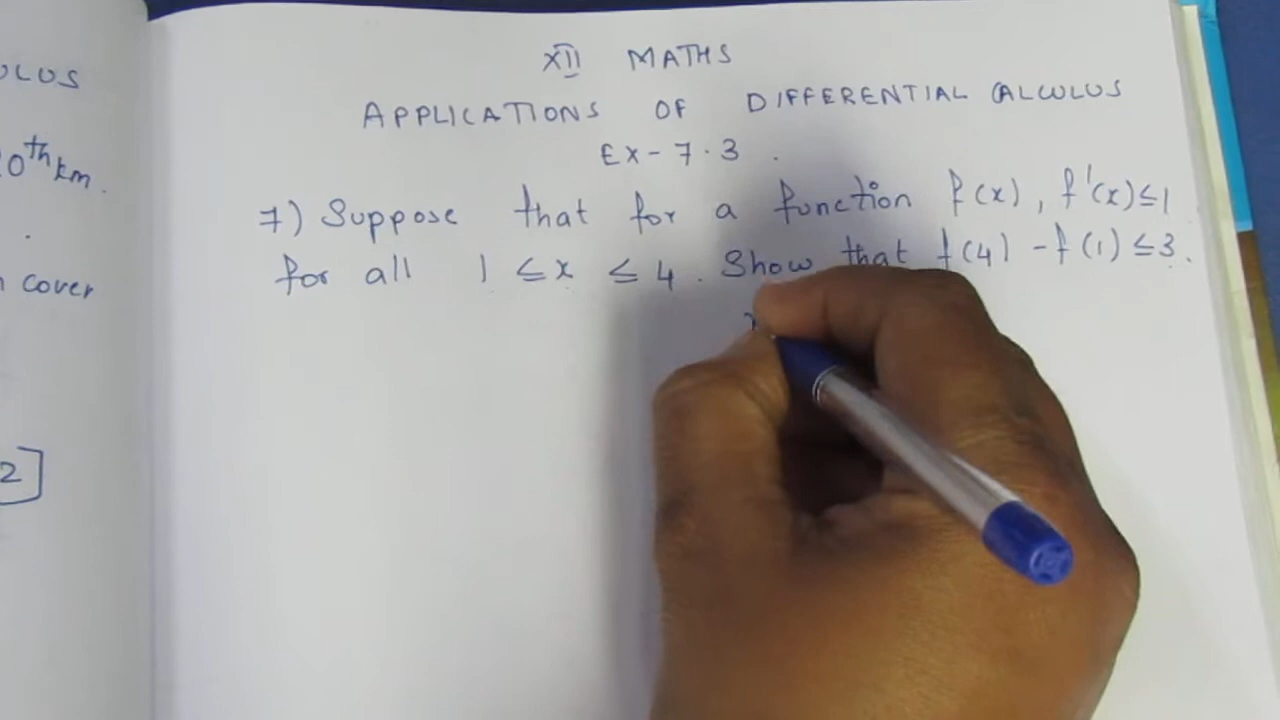 XII MATHS
APPLICATIONS OF DIFFERENTIAL CALCULUS
Ex-7.3.
7) Suppose that for a function f(x), f'(x)≤1
for all 1 ≤ x ≤ 4. Show that f(4) - f(1) ≤ 3.
0th km.
cover
2]